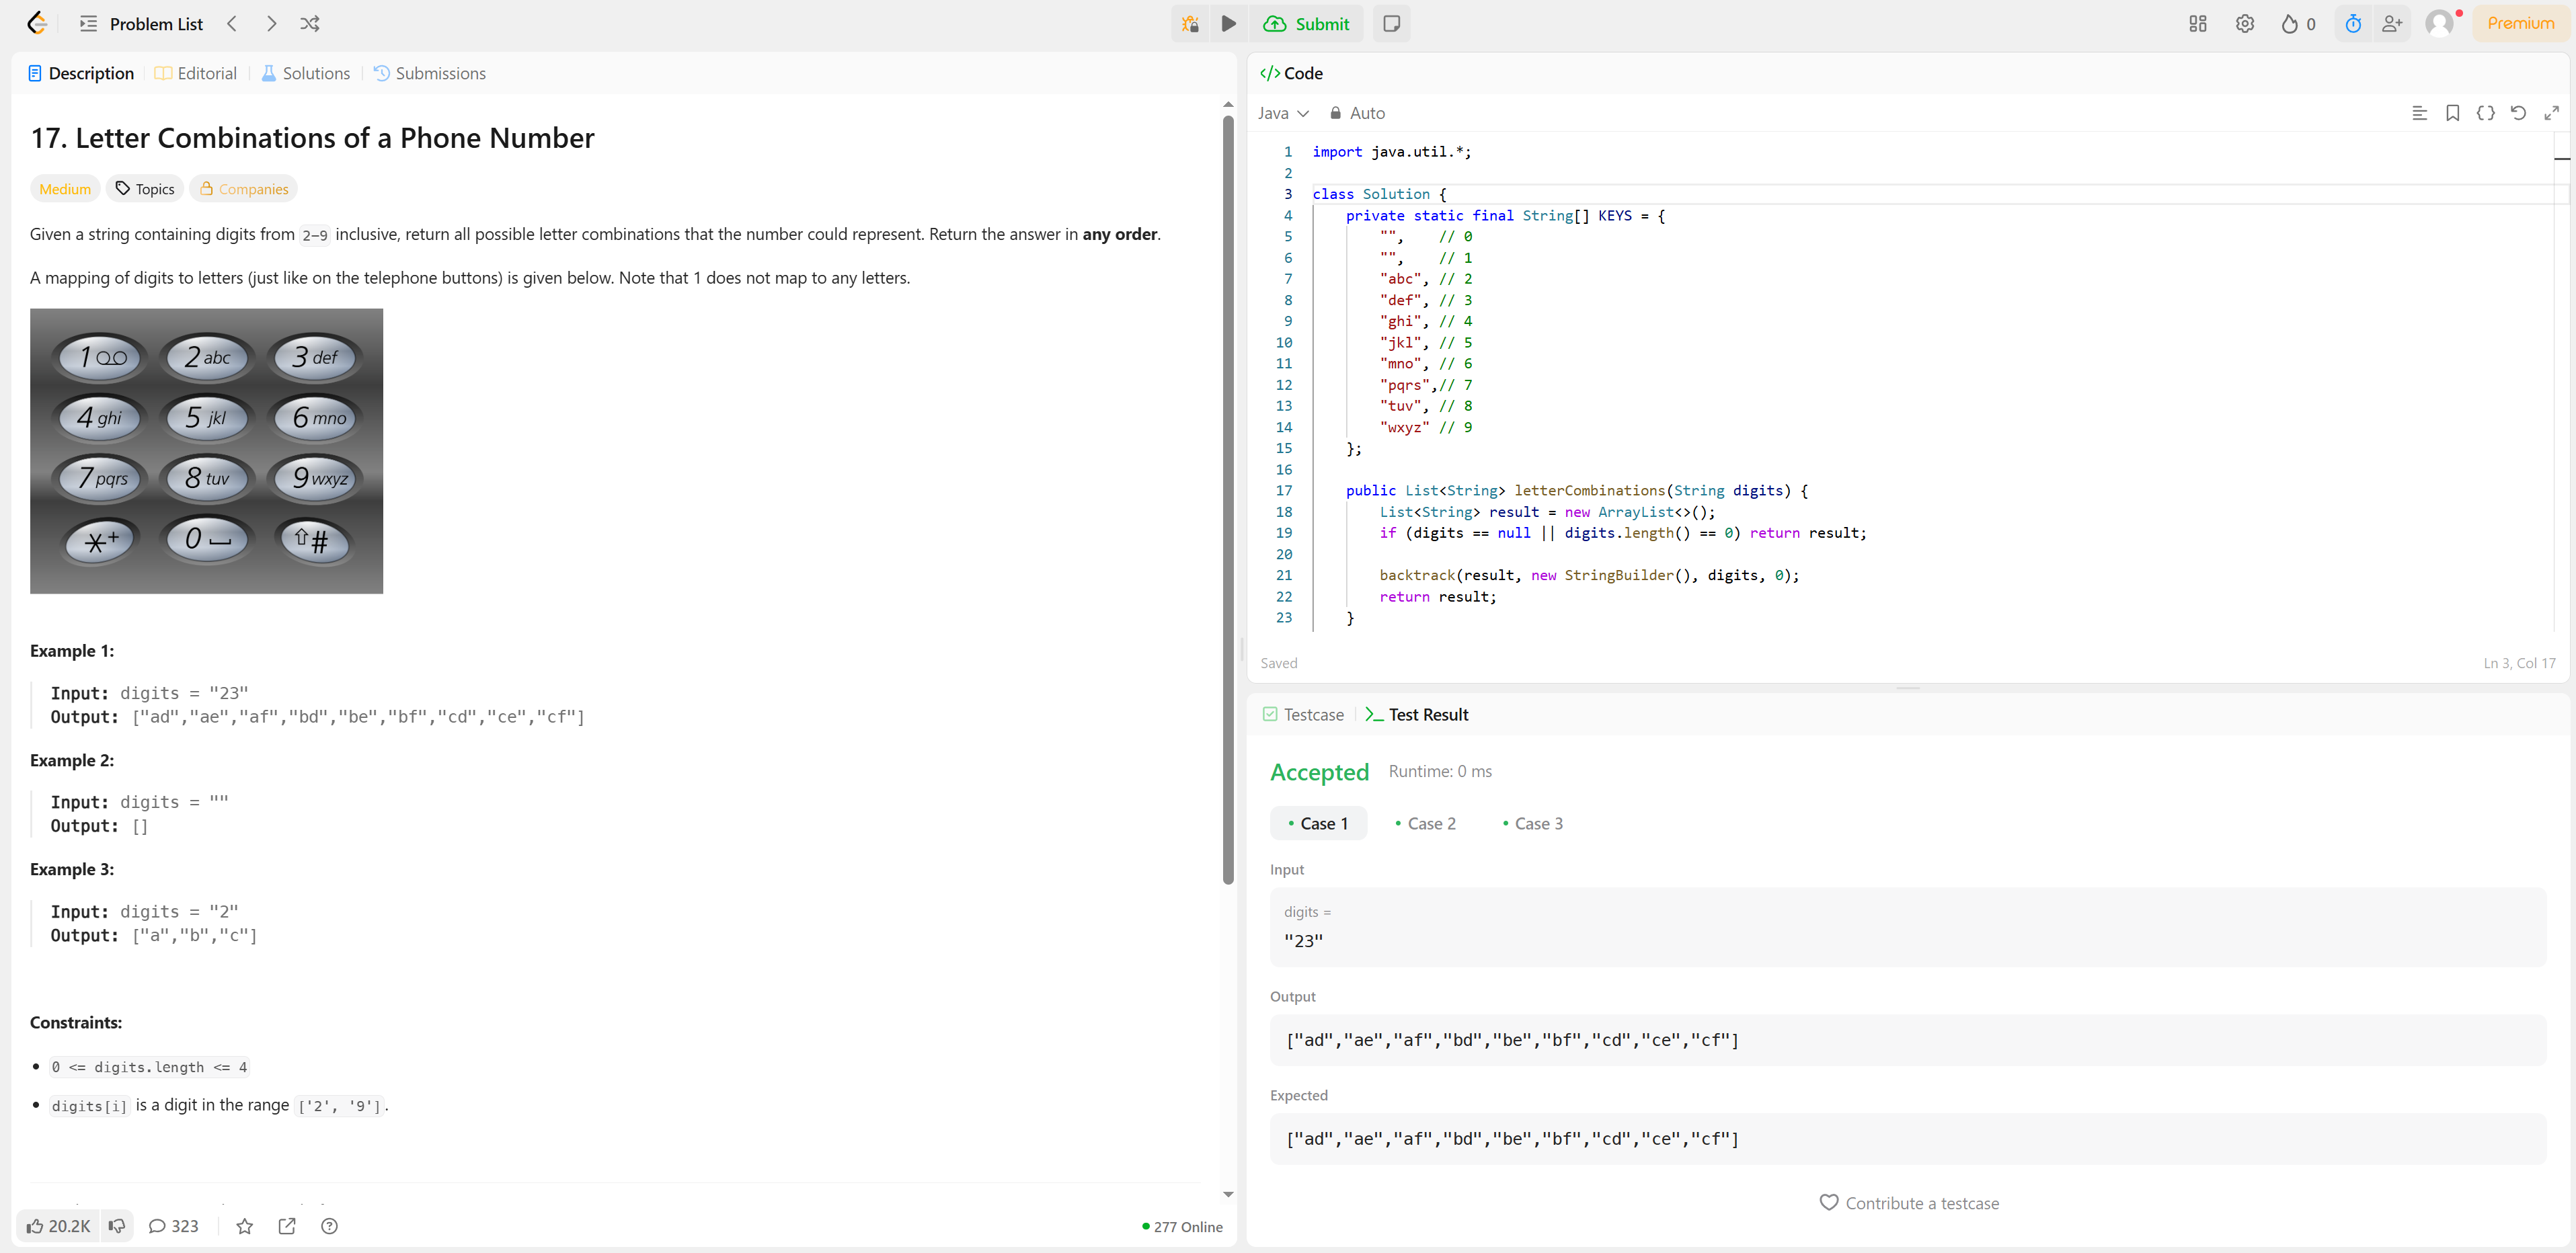 Problem List
Submit
0
Premium
Description
Editorial
Solutions
Submissions
17. Letter Combinations of a Phone Number
Medium
Topics
Companies
Given a string containing digits from 2-9 inclusive, return all possible letter combinations that the number could represent. Return the answer in any order.
A mapping of digits to letters (just like on the telephone buttons) is given below. Note that 1 does not map to any letters.
1 2 abc 3 def
4 ghi 5 jkl 6 mno
7 pqrs 8 tuv 9 wxyz
* + 0 #
Example 1:
Input: digits = "23"
Output: ["ad","ae","af","bd","be","bf","cd","ce","cf"]
Example 2:
Input: digits = ""
Output: []
Example 3:
Input: digits = "2"
Output: ["a","b","c"]
Constraints:
• 0 <= digits.length <= 4
• digits[i] is a digit in the range ['2', '9'].
20.2K
323
277 Online
</> Code
Java
Auto
1 import java.util.*;
2
3 class Solution {
4 private static final String[] KEYS = {
5 "", // 0
6 "", // 1
7 "abc", // 2
8 "def", // 3
9 "ghi", // 4
10 "jkl", // 5
11 "mno", // 6
12 "pqrs",// 7
13 "tuv", // 8
14 "wxyz" // 9
15 };
16
17 public List<String> letterCombinations(String digits) {
18 List<String> result = new ArrayList<>();
19 if (digits == null || digits.length() == 0) return result;
20
21 backtrack(result, new StringBuilder(), digits, 0);
22 return result;
23 }
Saved
Ln 3, Col 17
Testcase
Test Result
Accepted
Runtime: 0 ms
• Case 1
• Case 2
• Case 3
Input
digits =
"23"
Output
["ad","ae","af","bd","be","bf","cd","ce","cf"]
Expected
["ad","ae","af","bd","be","bf","cd","ce","cf"]
Contribute a testcase